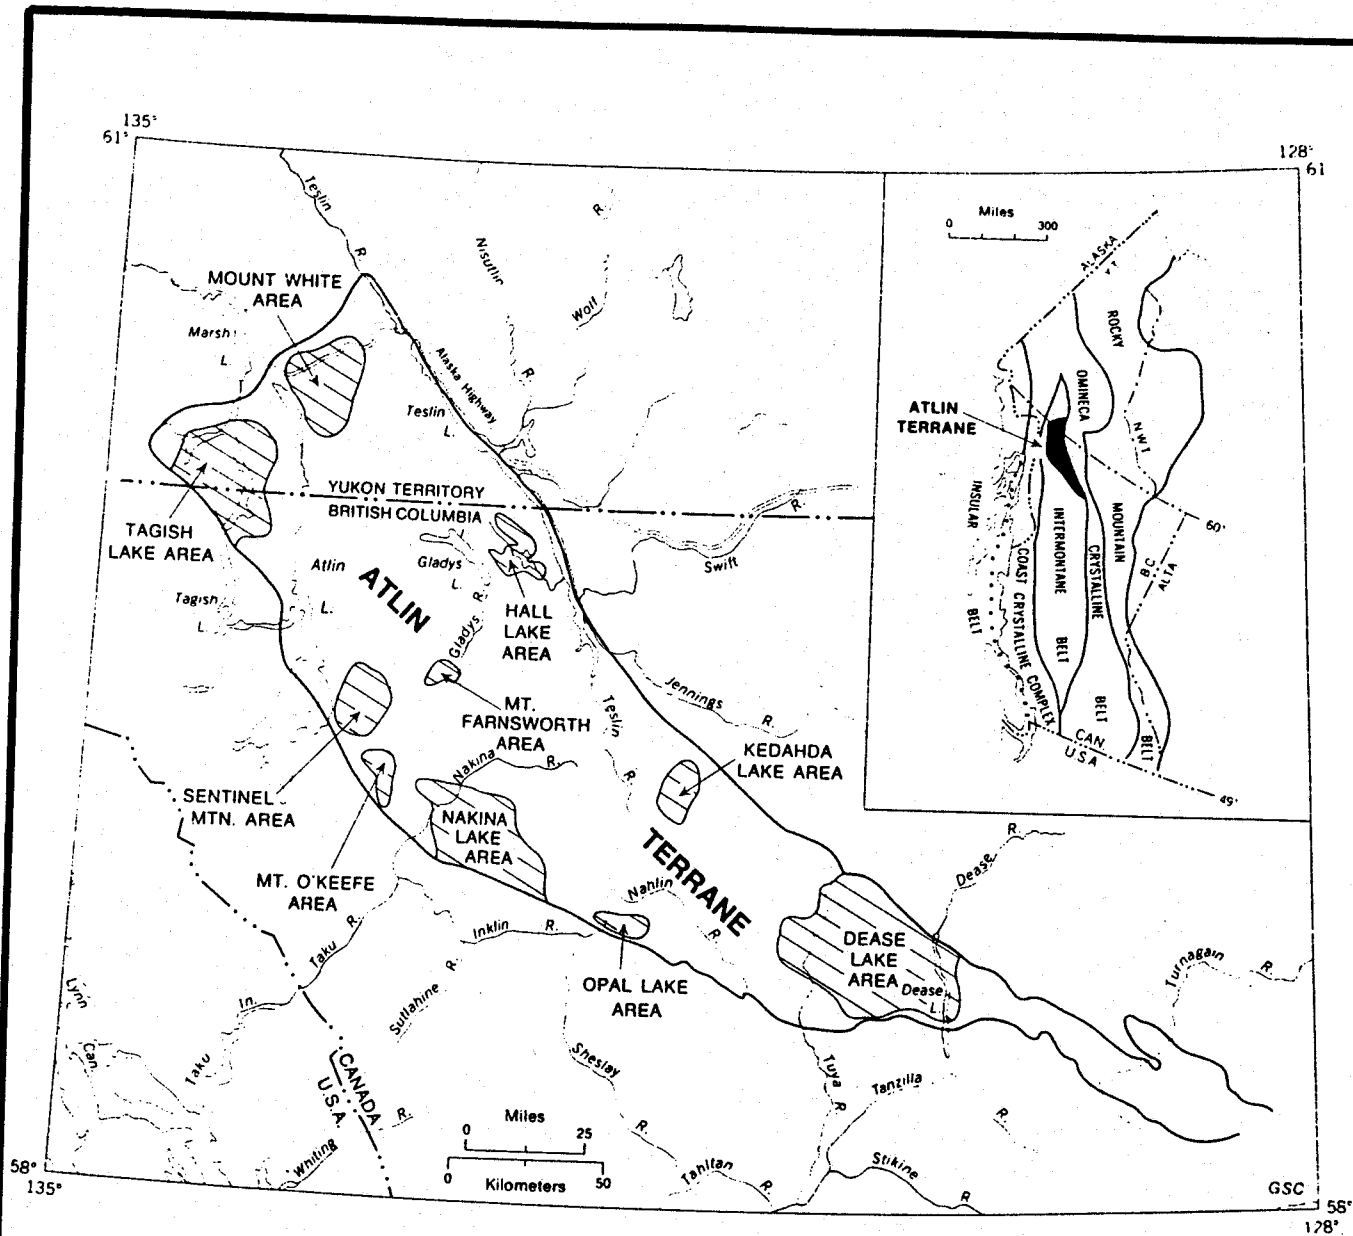 135°
61°
128°
61
Teslin
R.
Nisutlin
R.
Wolf
R.
MOUNT WHITE
AREA
Marsh
L.
Alaska Highway
Teslin
L.
YUKON TERRITORY
BRITISH COLUMBIA
TAGISH
LAKE AREA
Atlin
L.
Tagish
L.
ATLIN
Gladys
L.
Gladys
R.
Swift
R.
HALL
LAKE
AREA
MT.
FARNSWORTH
AREA
Teslin
R.
Jennings
R.
KEDAHDA
LAKE AREA
SENTINEL
MTN. AREA
Nakina
R.
NAKINA
LAKE
AREA
MT. O'KEEFE
AREA
TERRANE
Nahlin
R.
Inklin
R.
OPAL LAKE
AREA
DEASE
LAKE
AREA
Dease
L.
Dease
R.
Turnagain
R.
Taku
R.
In.
Taku
Sutlahine
R.
Lynn
Can.
CANADA
U.S.A.
Whiting
R.
Sheslay
R.
Tahltan
R.
Tuya
R.
Tanzilla
R.
Stikine
R
Miles
0 25
0 50
Kilometers
GSC
58°
135°
58°
128°
Miles
0 300
ALASKA
Y.T.
ROCKY
MOUNTAIN
BELT
OMINECA
CRYSTALLINE
BELT
ATLIN
TERRANE
N.W.T.
INSULAR
BELT
COAST CRYSTALLINE COMPLEX
INTERMONTANE
BELT
60°
B.C.
ALTA
CAN
U.S.A
49°